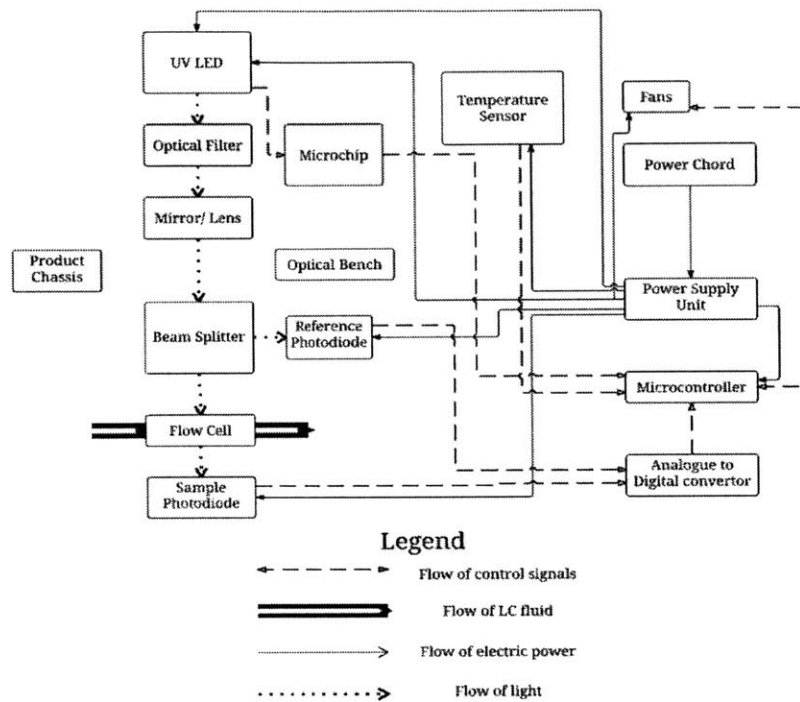 UV LED
Temperature
Sensor
Fans
Optical Filter
Microchip
Power Chord
Mirror/ Lens
Product
Chassis
Optical Bench
Power Supply
Unit
Beam Splitter
Reference
Photodiode
Microcontroller
Flow Cell
Analogue to
Digital convertor
Sample
Photodiode
Legend
Flow of control signals
Flow of LC fluid
Flow of electric power
Flow of light